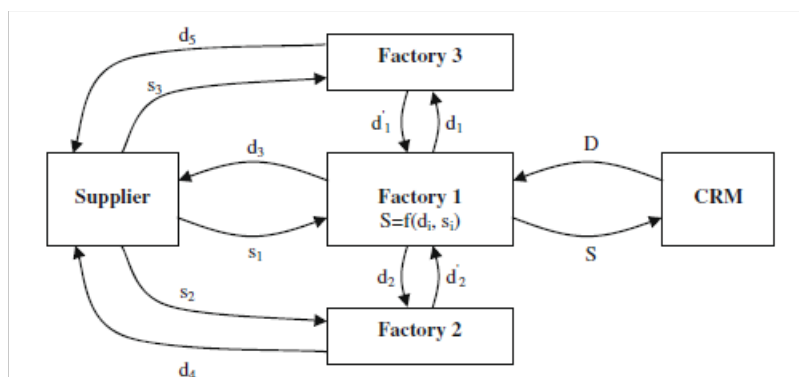 d₅
Factory 3
s₃
d'₁
d₁
d₃
D
Supplier
Factory 1
S=f(dᵢ, sᵢ)
CRM
s₁
S
d₂
d'₂
s₂
Factory 2
d₄